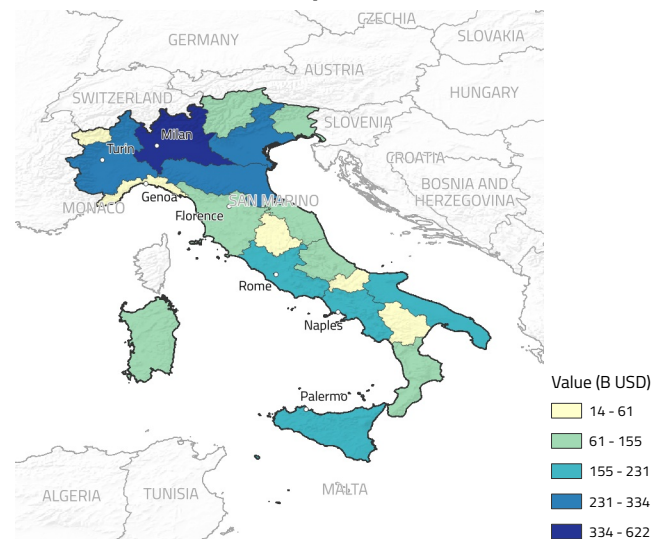 CZECHIA
GERMANY
SLOVAKIA
AUSTRIA
HUNGARY
SWITZERLAND
SLOVENIA
Milan
Turin
CROATIA
BOSNIA AND
HERZEGOVINA
Genoa
SAN MARINO
MONACO
Florence
Rome
Naples
Palermo
ALGERIA
TUNISIA
MALTA
Value (B USD)
14 - 61
61 - 155
155 - 231
231 - 334
334 - 622